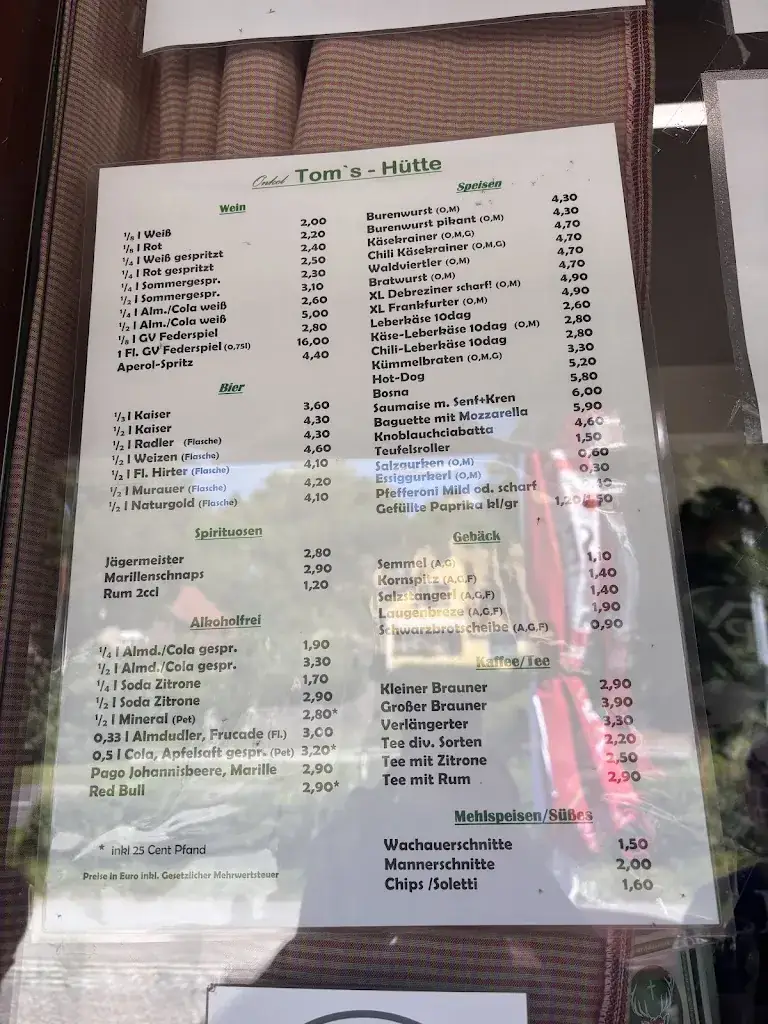 Onkel Tom`s - Hütte
Wein
1/8 l Weiß 2,00
1/8 l Rot 2,20
1/4 l Weiß gespritzt 2,40
1/4 l Rot gespritzt 2,50
1/4 l Sommergespr. 2,30
1/2 l Sommergespr. 3,10
1/4 l Alm./Cola weiß 2,60
1/2 l Alm./Cola weiß 5,00
1/8 l GV Federspiel 2,80
1 Fl. GV Federspiel (0,75l) 16,00
Aperol-Spritz 4,40
Bier
1/3 l Kaiser 3,60
1/2 l Kaiser 4,30
1/2 l Radler (Flasche) 4,30
1/2 l Weizen (Flasche) 4,60
1/2 l Fl. Hirter (Flasche) 4,10
1/2 l Murauer (Flasche) 4,20
1/2 l Naturgold (Flasche) 4,10
Spirituosen
Jägermeister 2,80
Marillenschnaps 2,90
Rum 2ccl 1,20
Alkoholfrei
1/4 l Almd./Cola gespr. 1,90
1/2 l Almd./Cola gespr. 3,30
1/4 l Soda Zitrone 1,70
1/2 l Soda Zitrone 2,90
1/2 l Mineral (Pet) 2,80*
0,33 l Almdudler, Frucade (Fl.) 3,00
0,5 l Cola, Apfelsaft gespr. (Pet) 3,20*
Pago Johannisbeere, Marille 2,90
Red Bull 2,90*
* inkl 25 Cent Pfand
Preise in Euro inkl. Gesetzlicher Mehrwertsteuer
Speisen
Burenwurst (O,M) 4,30
Burenwurst pikant (O,M) 4,30
Käsekrainer (O,M,G) 4,70
Chili Käsekrainer (O,M,G) 4,70
Waldviertler (O,M) 4,70
Bratwurst (O,M) 4,70
XL Debreziner scharf! (O,M) 4,90
XL Frankfurter (O,M) 4,90
Leberkäse 10dag 2,60
Käse-Leberkäse 10dag (O,M) 2,80
Chili-Leberkäse 10dag 2,80
Kümmelbraten (O,M,G) 3,30
Hot-Dog 5,20
Bosna 5,80
Saumaise m. Senf+Kren 6,00
Baguette mit Mozzarella 5,90
Knoblauchciabatta 4,60
Teufelsroller 1,50
Salzgurken (O,M) 0,60
Essiggurkerl (O,M) 0,30
Pfefferoni Mild od. scharf
Gefüllte Paprika kl/gr 1,20/1,50
Gebäck
Semmel (A,G) 1,10
Kornspitz (A,G,F) 1,40
Salzstangerl (A,G,F) 1,40
Laugenbreze (A,G,F) 1,90
Schwarzbrotscheibe (A,G,F) 0,90
Kaffee/Tee
Kleiner Brauner 2,90
Großer Brauner 3,90
Verlängerter 3,30
Tee div. Sorten 2,20
Tee mit Zitrone 2,50
Tee mit Rum 2,90
Mehlspeisen/Süßes
Wachauerschnitte 1,50
Mannerschnitte 2,00
Chips /Soletti 1,60